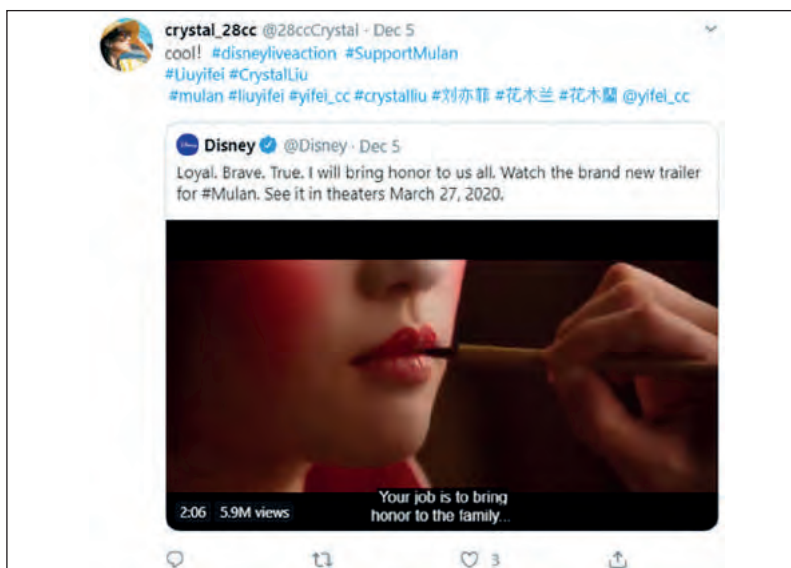 crystal_28cc @28ccCrystal · Dec 5
cool! #disneyliveaction #SupportMulan
#Liuyifei #CrystalLiu
#mulan #liuyifei #yifei_cc #crystalliu #刘亦菲 #花木兰 #花木蘭 @yifei_cc
Disney @Disney · Dec 5
Loyal. Brave. True. I will bring honor to us all. Watch the brand new trailer
for #Mulan. See it in theaters March 27, 2020.
Your job is to bring
honor to the family...
2:06 5.9M views
3